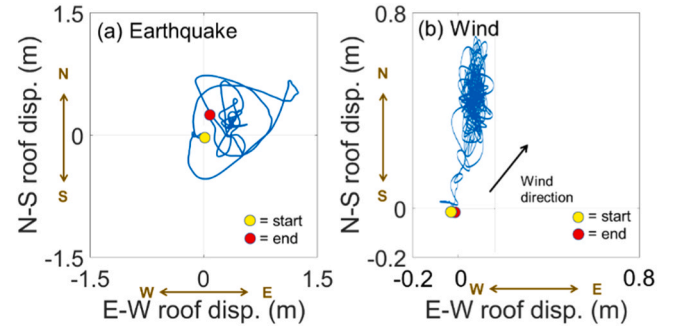 1.5
(a) Earthquake
N-S roof disp. (m)
N
S
0
-1.5
= start
= end
-1.5
0
1.5
W
E
E-W roof disp. (m)
0.8
(b) Wind
N-S roof disp. (m)
N
S
0
-0.2
Wind
direction
= start
= end
-0.2
0
0.8
W
E
E-W roof disp. (m)